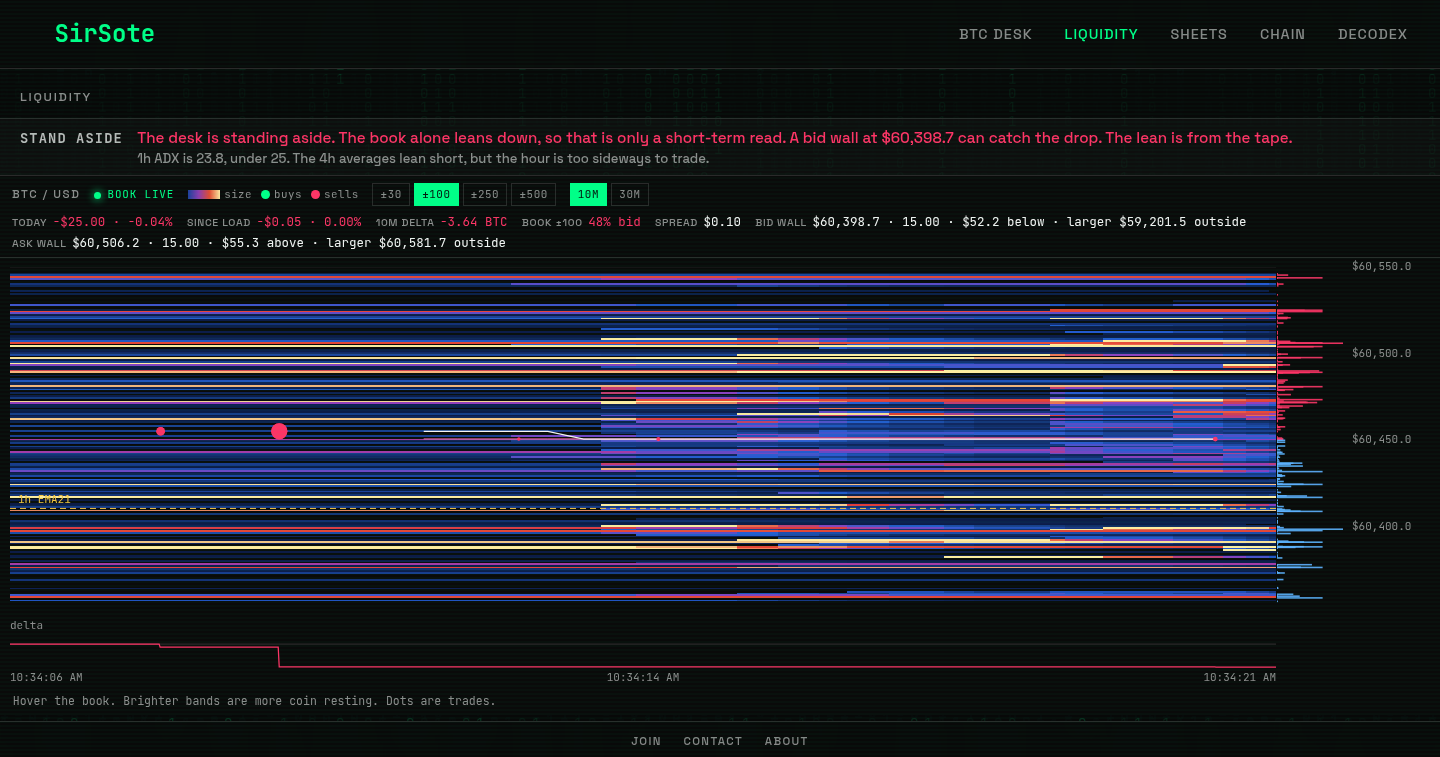 SirSote
BTC DESK LIQUIDITY SHEETS CHAIN DECODEX
LIQUIDITY
STAND ASIDE The desk is standing aside. The book alone leans down, so that is only a short-term read. A bid wall at $60,398.7 can catch the drop. The lean is from the tape.
1h ADX is 23.8, under 25. The 4h averages lean short, but the hour is too sideways to trade.
BTC / USD BOOK LIVE size buys sells ±30 ±100 ±250 ±500 10M 30M
TODAY -$25.00 · -0.04% SINCE LOAD -$0.05 · 0.00% 10M DELTA -3.64 BTC BOOK ±100 48% bid SPREAD $0.10 BID WALL $60,398.7 · 15.00 · $52.2 below · larger $59,201.5 outside
ASK WALL $60,506.2 · 15.00 · $55.3 above · larger $60,581.7 outside
$60,550.0
$60,500.0
$60,450.0
1h EMA21
$60,400.0
delta
10:34:06 AM 10:34:14 AM 10:34:21 AM
Hover the book. Brighter bands are more coin resting. Dots are trades.
JOIN CONTACT ABOUT